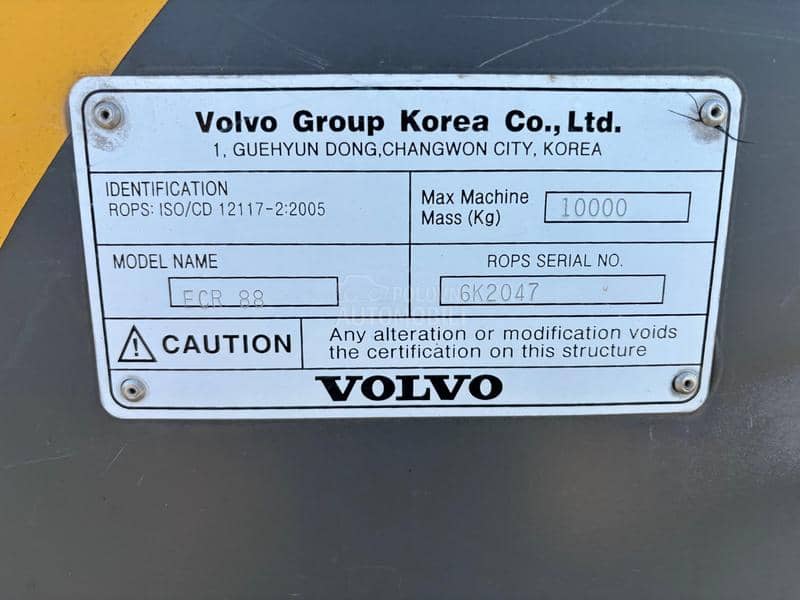 Volvo Group Korea Co.,Ltd.
1, GUEHYUN DONG,CHANGWON CITY, KOREA
IDENTIFICATION
ROPS: ISO/CD 12117-2:2005
Max Machine
Mass (Kg)
10000
MODEL NAME
ECR 88
ROPS SERIAL NO.
6K2047
CAUTION
Any alteration or modification voids
the certification on this structure
VOLVO
POLOVNI
AUTOMOBILI